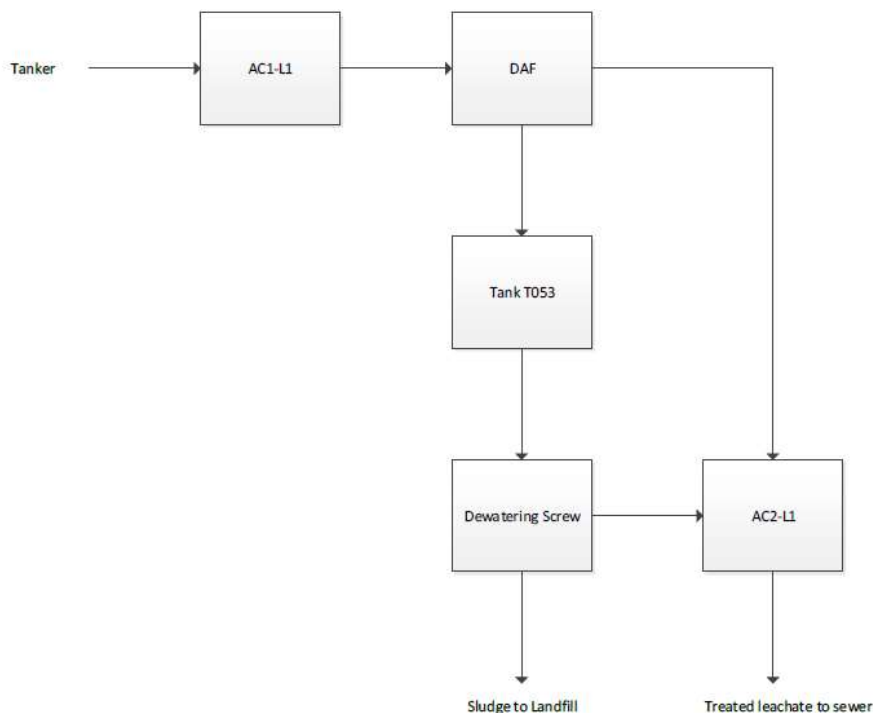 Tanker
AC1-L1
DAF
Tank T053
Dewatering Screw
AC2-L1
Sludge to Landfill
Treated leachate to sewer